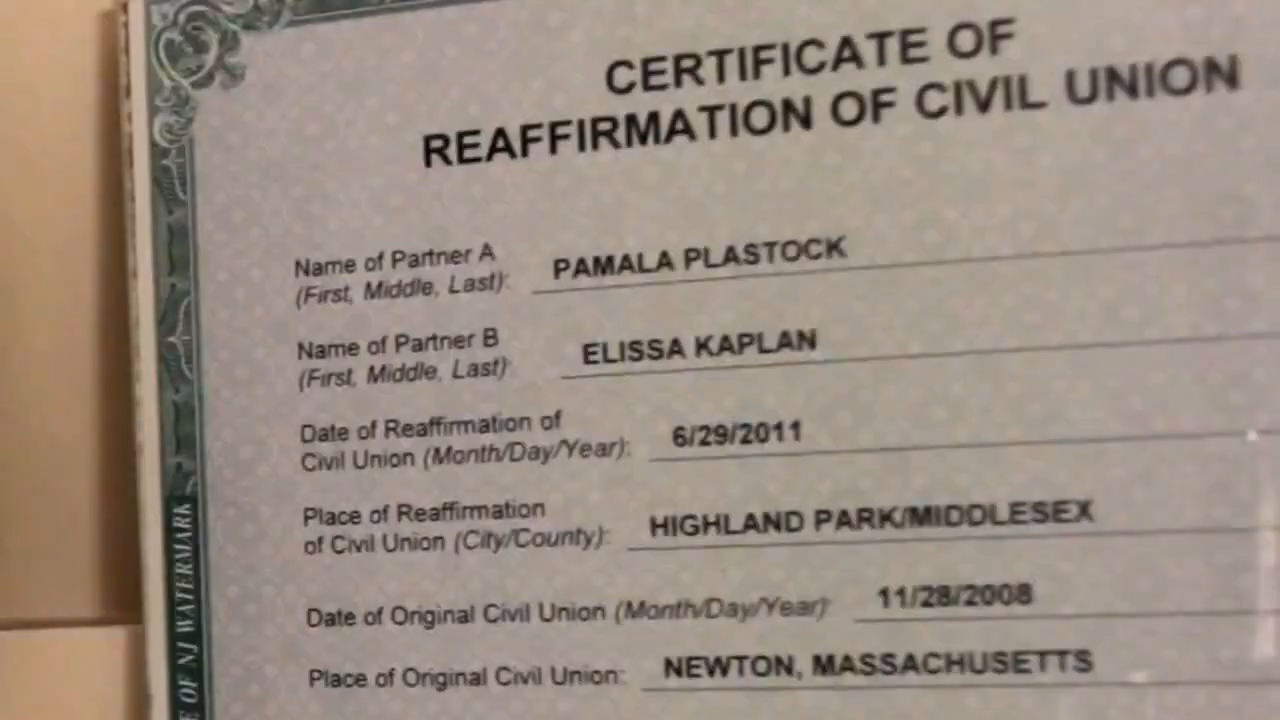 CERTIFICATE OF
REAFFIRMATION OF CIVIL UNION
Name of Partner A
(First, Middle, Last): PAMALA PLASTOCK
Name of Partner B
(First, Middle, Last): ELISSA KAPLAN
Date of Reaffirmation of
Civil Union (Month/Day/Year): 6/29/2011
Place of Reaffirmation
of Civil Union (City/County): HIGHLAND PARK/MIDDLESEX
Date of Original Civil Union (Month/Day/Year): 11/28/2008
Place of Original Civil Union: NEWTON, MASSACHUSETTS
E OF NJ WATERMARK